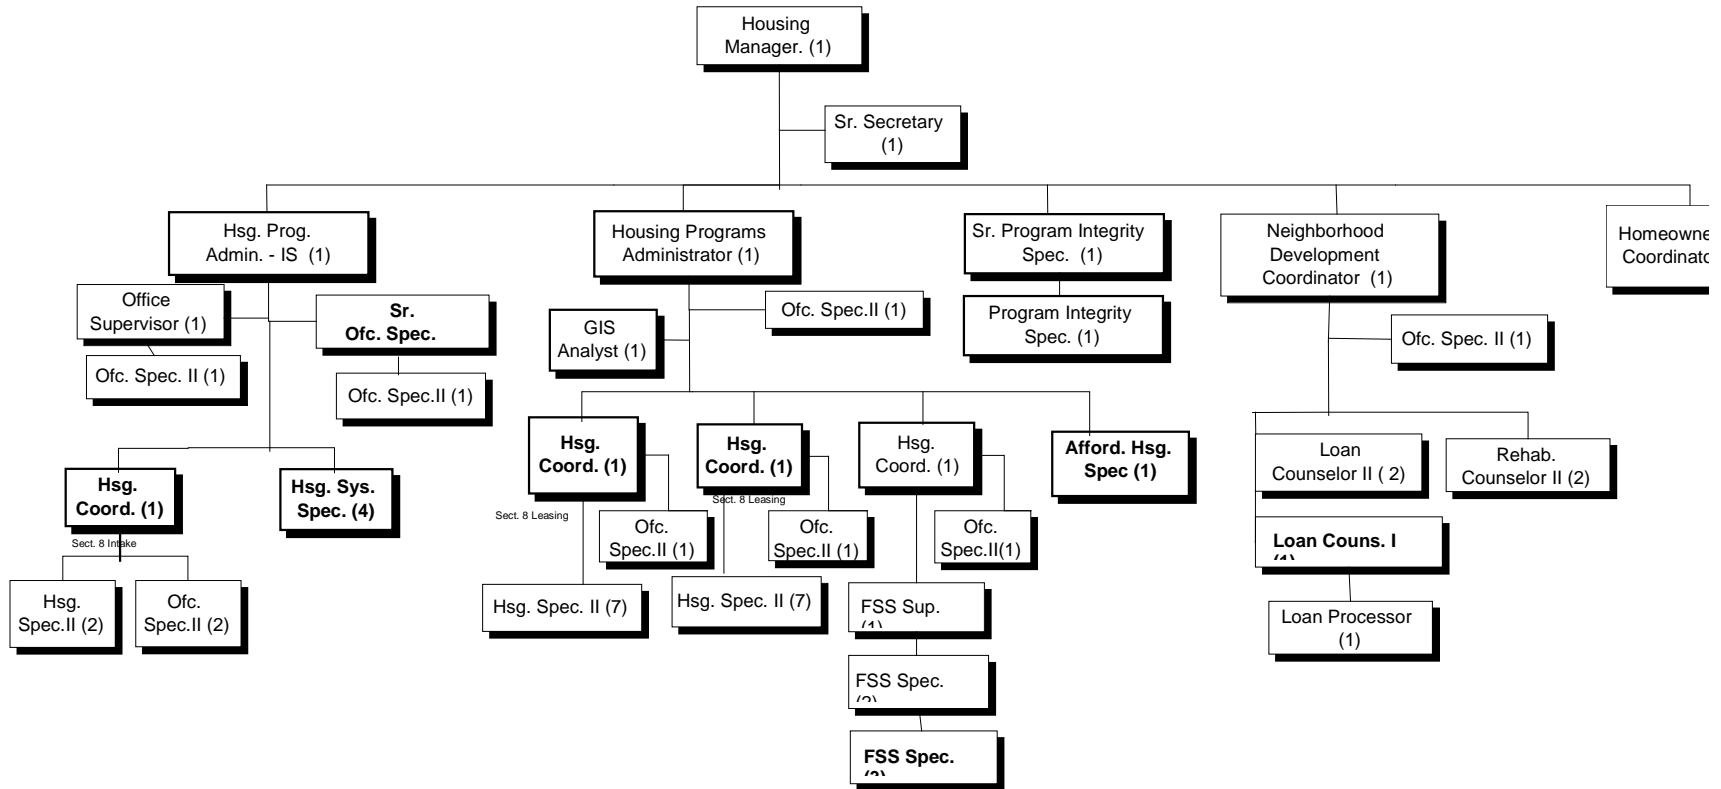 Housing
Manager. (1)
Sr. Secretary
(1)
Hsg. Prog.
Admin. - IS (1)
Housing Programs
Administrator (1)
Sr. Program Integrity
Spec. (1)
Neighborhood
Development
Coordinator (1)
Office
Supervisor (1)
Sr.
Ofc. Spec.
Ofc. Spec. II (1)
Ofc. Spec.II (1)
GIS
Analyst (1)
Ofc. Spec.II (1)
Program Integrity
Spec. (1)
Ofc. Spec. II (1)
Hsg.
Coord. (1)
Sect. 8 Intake
Hsg. Sys.
Spec. (4)
Hsg.
Spec.II (2)
Ofc.
Spec.II (2)
Hsg.
Coord. (1)
Sect. 8 Leasing
Ofc.
Spec.II (1)
Hsg. Spec. II (7)
Hsg.
Coord. (1)
Sect. 8 Leasing
Ofc.
Spec.II (1)
Hsg. Spec. II (7)
Hsg.
Coord. (1)
Ofc.
Spec.II(1)
FSS Sup.
(1)
FSS Spec.
FSS Spec.
Afford. Hsg.
Spec (1)
Loan
Counselor II ( 2)
Rehab.
Counselor II (2)
Loan Couns. I
(1)
Loan Processor
(1)